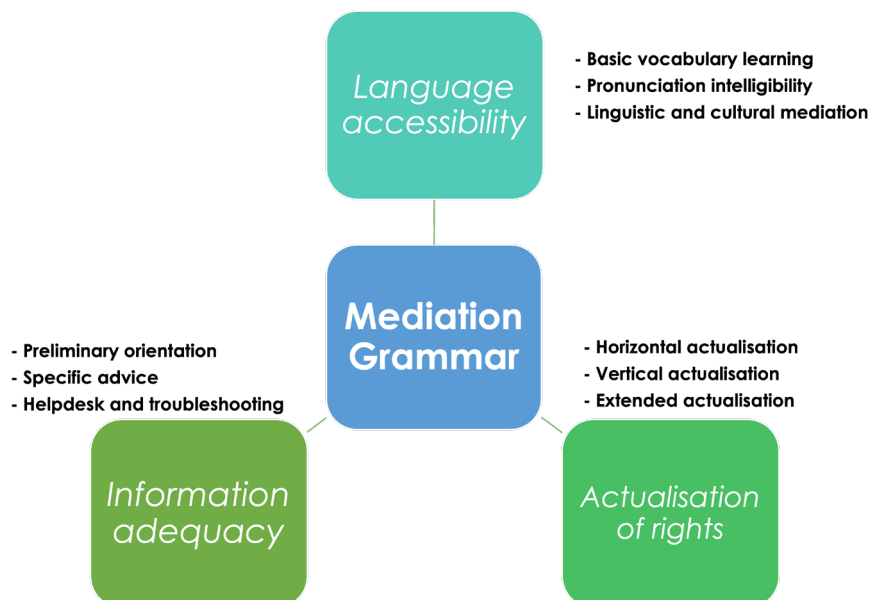 Language
accessibility
- Basic vocabulary learning
- Pronunciation intelligibility
- Linguistic and cultural mediation
Mediation
Grammar
- Preliminary orientation
- Specific advice
- Helpdesk and troubleshooting
Information
adequacy
- Horizontal actualisation
- Vertical actualisation
- Extended actualisation
Actualisation
of rights